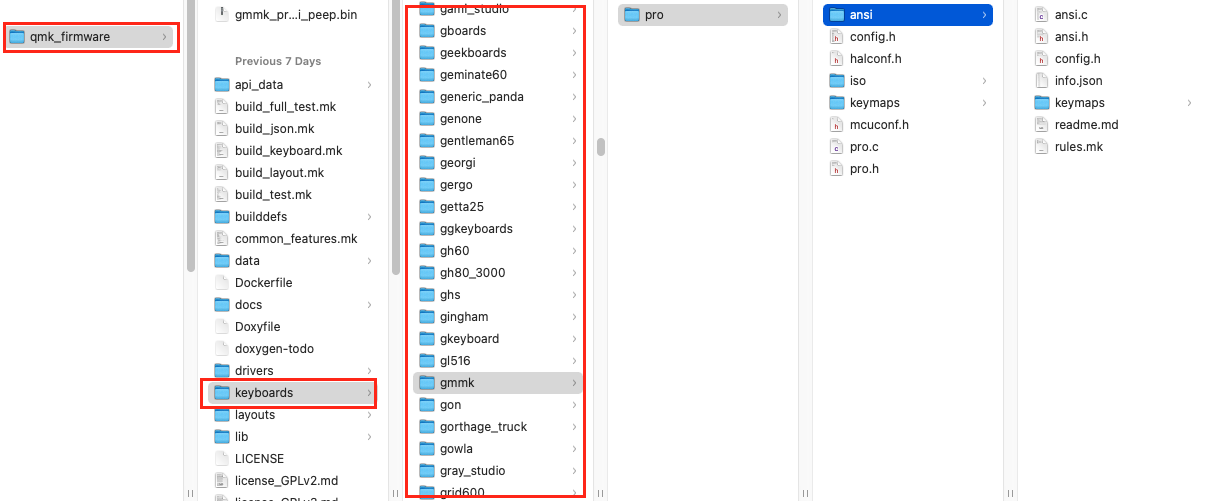 qmk_firmware
gmmk_pr…i_peep.bin
Previous 7 Days
api_data
build_full_test.mk
build_json.mk
build_keyboard.mk
build_layout.mk
build_test.mk
builddefs
common_features.mk
data
Dockerfile
docs
Doxyfile
doxygen-todo
drivers
keyboards
layouts
lib
LICENSE
license_GPLv2.md
license_GPLv3.md
gami_studio
gboards
geekboards
geminate60
generic_panda
genone
gentleman65
georgi
gergo
getta25
ggkeyboards
gh60
gh80_3000
ghs
gingham
gkeyboard
gl516
gmmk
gon
gorthage_truck
gowla
gray_studio
grid600
pro
ansi
config.h
halconf.h
iso
keymaps
mcuconf.h
pro.c
pro.h
ansi.c
ansi.h
config.h
info.json
keymaps
readme.md
rules.mk